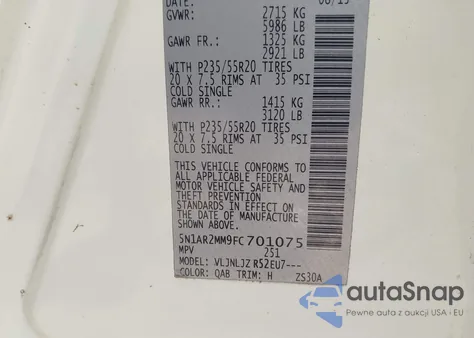 DATE: 06/15
GVWR: 2715 KG
5986 LB
GAWR FR.: 1325 KG
2921 LB
WITH P235/55R20 TIRES
20 X 7.5 RIMS AT 35 PSI
COLD SINGLE
GAWR RR.: 1415 KG
3120 LB
WITH P235/55R20 TIRES
20 X 7.5 RIMS AT 35 PSI
COLD SINGLE
THIS VEHICLE CONFORMS TO
ALL APPLICABLE FEDERAL
MOTOR VEHICLE SAFETY AND
THEFT PREVENTION
STANDARDS IN EFFECT ON
THE DATE OF MANUFACTURE
5N1AR2MM9FC701075
MPV 251
MODEL: VLJNLJZ R52EU7---
COLOR: QAB TRIM: H ZS30A
autoSnap
Pewne auta z aukcji USA - EU